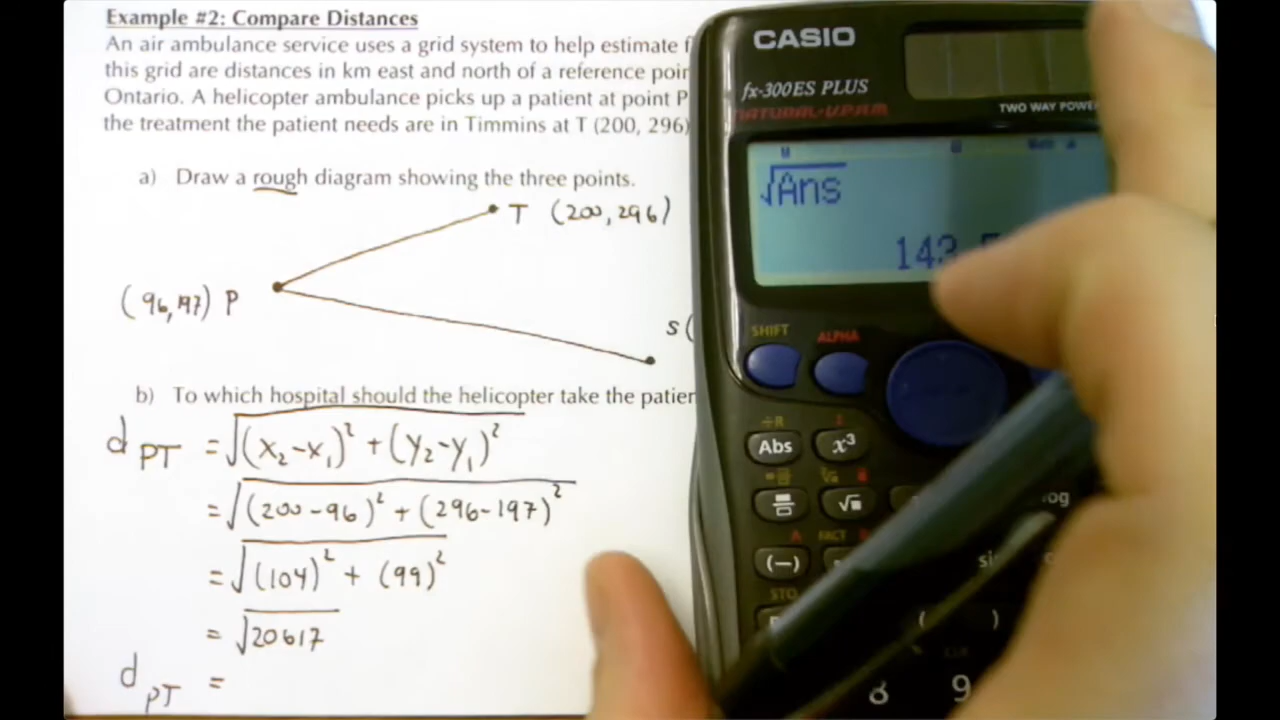 Example #2: Compare Distances
An air ambulance service uses a grid system to help estimate
this grid are distances in km east and north of a reference
Ontario. A helicopter ambulance picks up a patient at point P
the treatment the patient needs are in Timmins at T (200, 296)
a) Draw a rough diagram showing the three points.
T (200, 296)
(96, 197) P
S (
b) To which hospital should the helicopter take the
d PT = √(x₂-x₁)² + (y₂-y₁)²
= √(200-96)² + (296-197)²
= √(104)² + (99)²
= √20617
d PT =
CASIO
fx-300ES PLUS
NATURAL-V.P.A.M.
TWO WAY POWER
√Ans
143.5
SHIFT
ALPHA
÷R
Abs
x³
√
(–)
FACT
STO
log
(
)
8
9